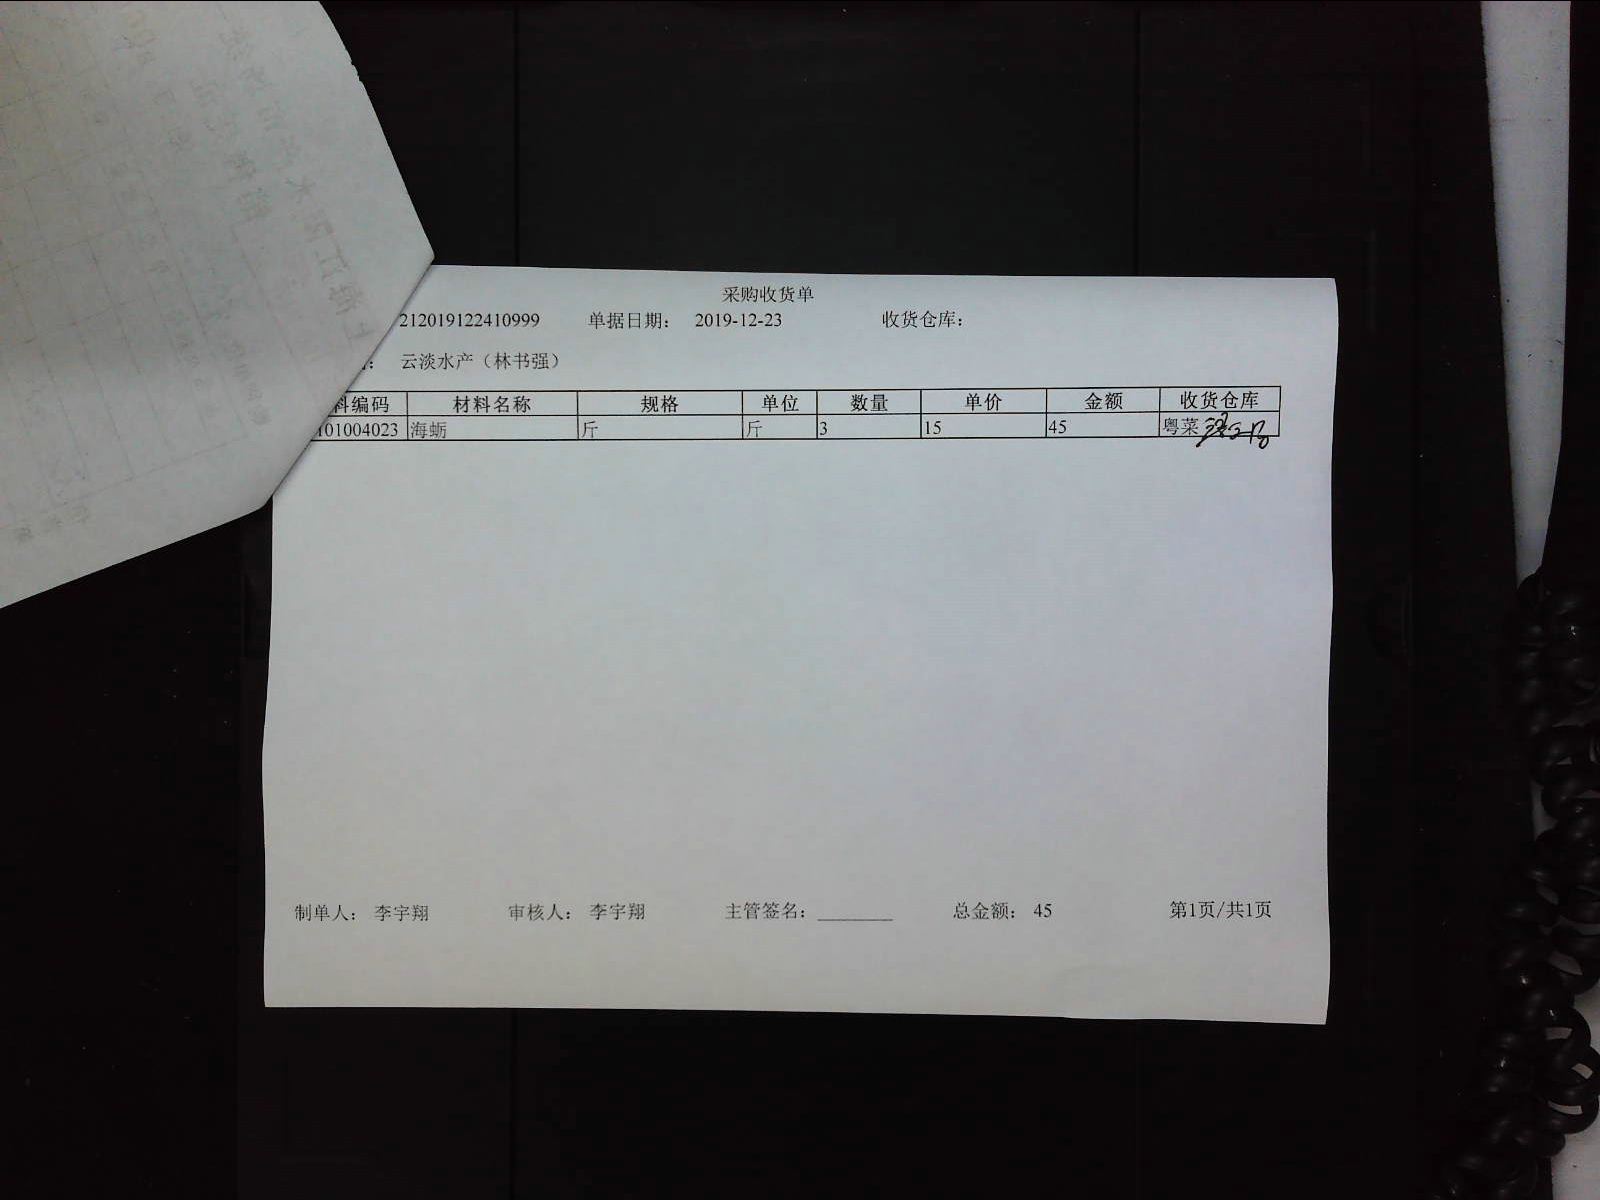 采购收货单
212019122410999 单据日期： 2019-12-23 收货仓库：
云淡水产（林书强）
料编码 材料名称 规格 单位 数量 单价 金额 收货仓库
101004023 海蛎 斤 斤 3 15 45 粤菜
制单人： 李宇翔 审核人： 李宇翔 主管签名： 总金额： 45 第1页/共1页